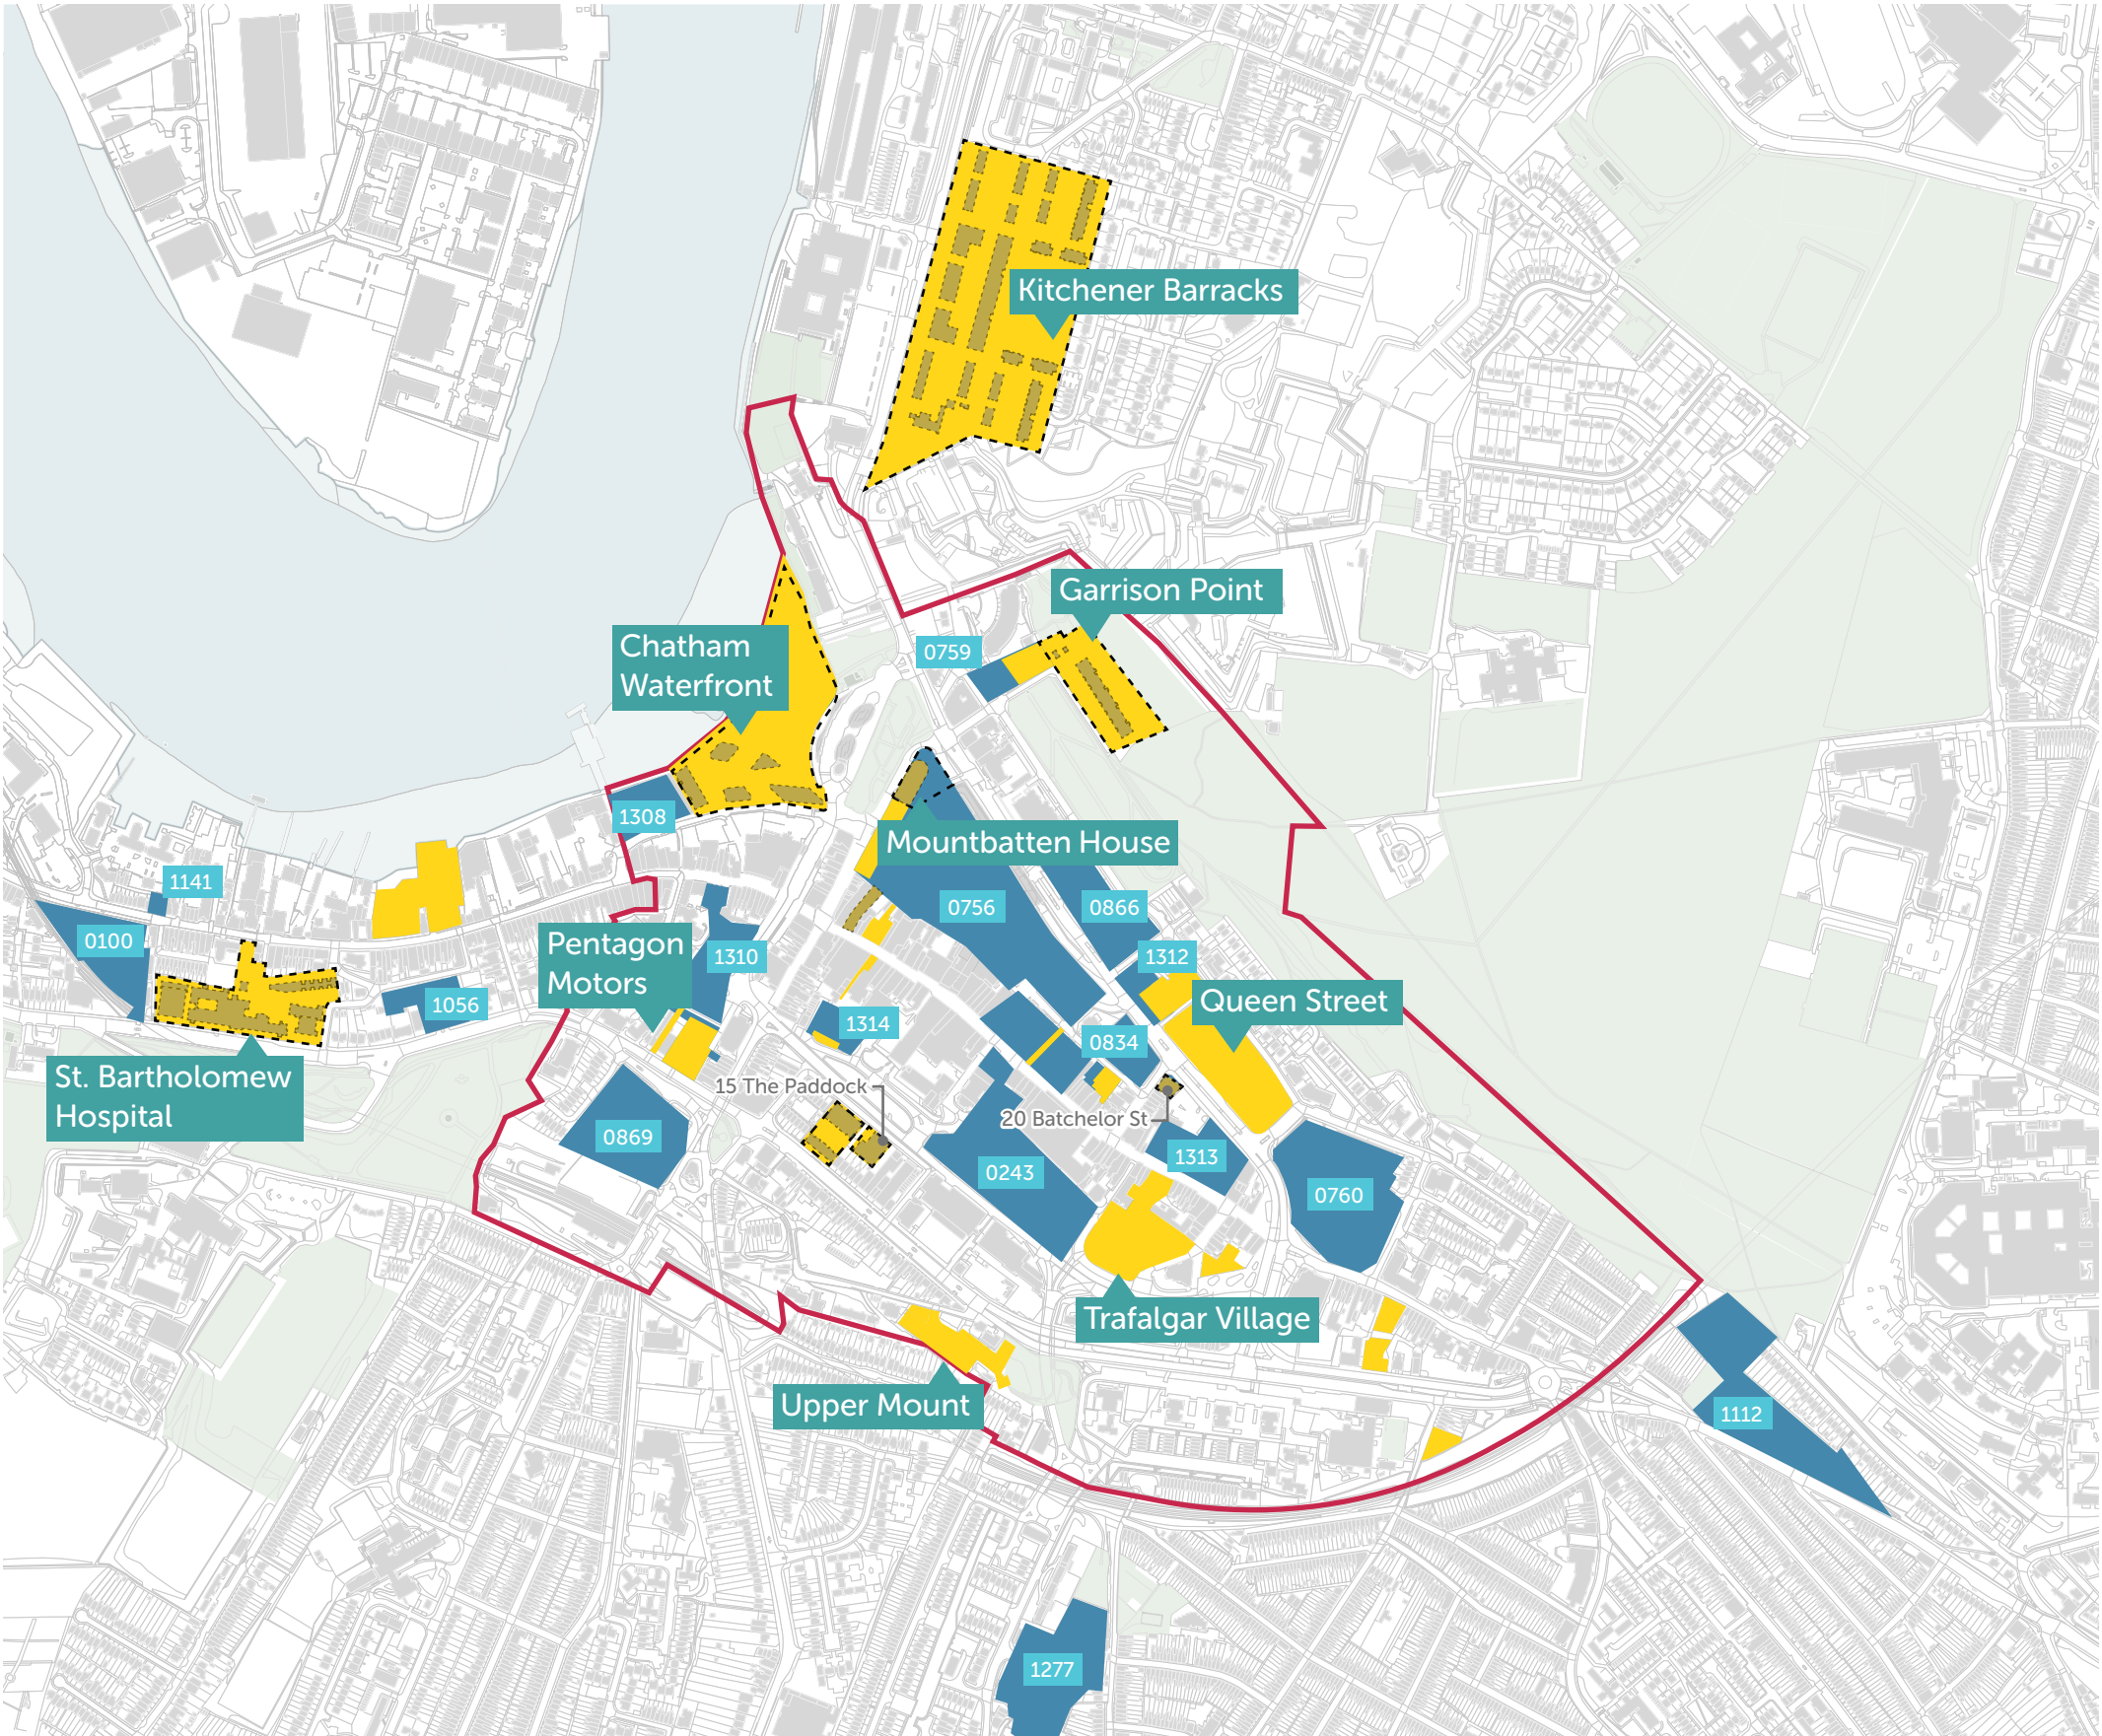 Kitchener Barracks
Garrison Point
Chatham
Waterfront
0759
1308
Mountbatten House
1141
0100
0756
0866
Pentagon
Motors
1310
1312
1056
Queen Street
1314
0834
St. Bartholomew
Hospital
15 The Paddock
20 Batchelor St
0869
0243
1313
0760
Trafalgar Village
Upper Mount
1112
1277